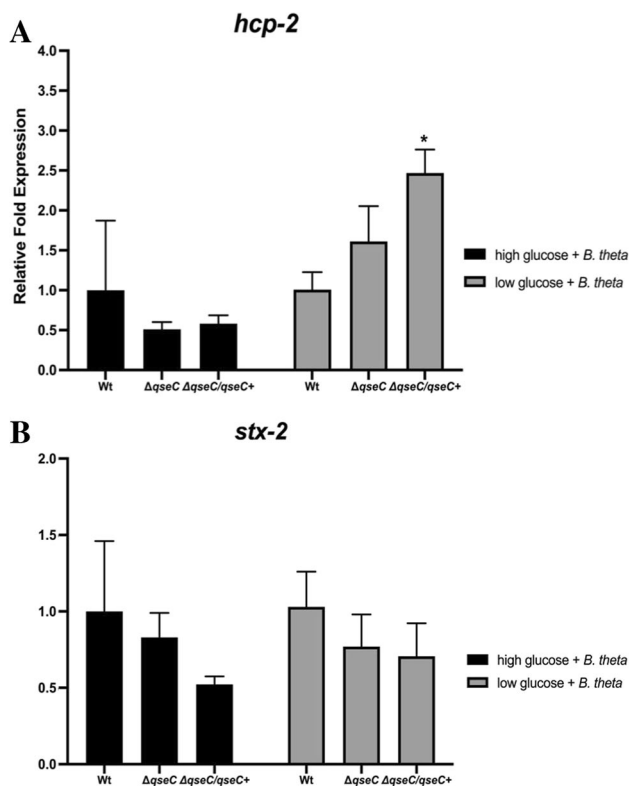 A
hcp-2
Relative Fold Expression
4.0
3.5
3.0
2.5
2.0
1.5
1.0
0.5
0.0
*
Wt ΔqseC ΔqseC/qseC+ Wt ΔqseC ΔqseC/qseC+
high glucose + B. theta
low glucose + B. theta
B
stx-2
2.0
1.5
1.0
0.5
0.0
Wt ΔqseC ΔqseC/qseC+ Wt ΔqseC ΔqseC/qseC+
high glucose + B. theta
low glucose + B. theta